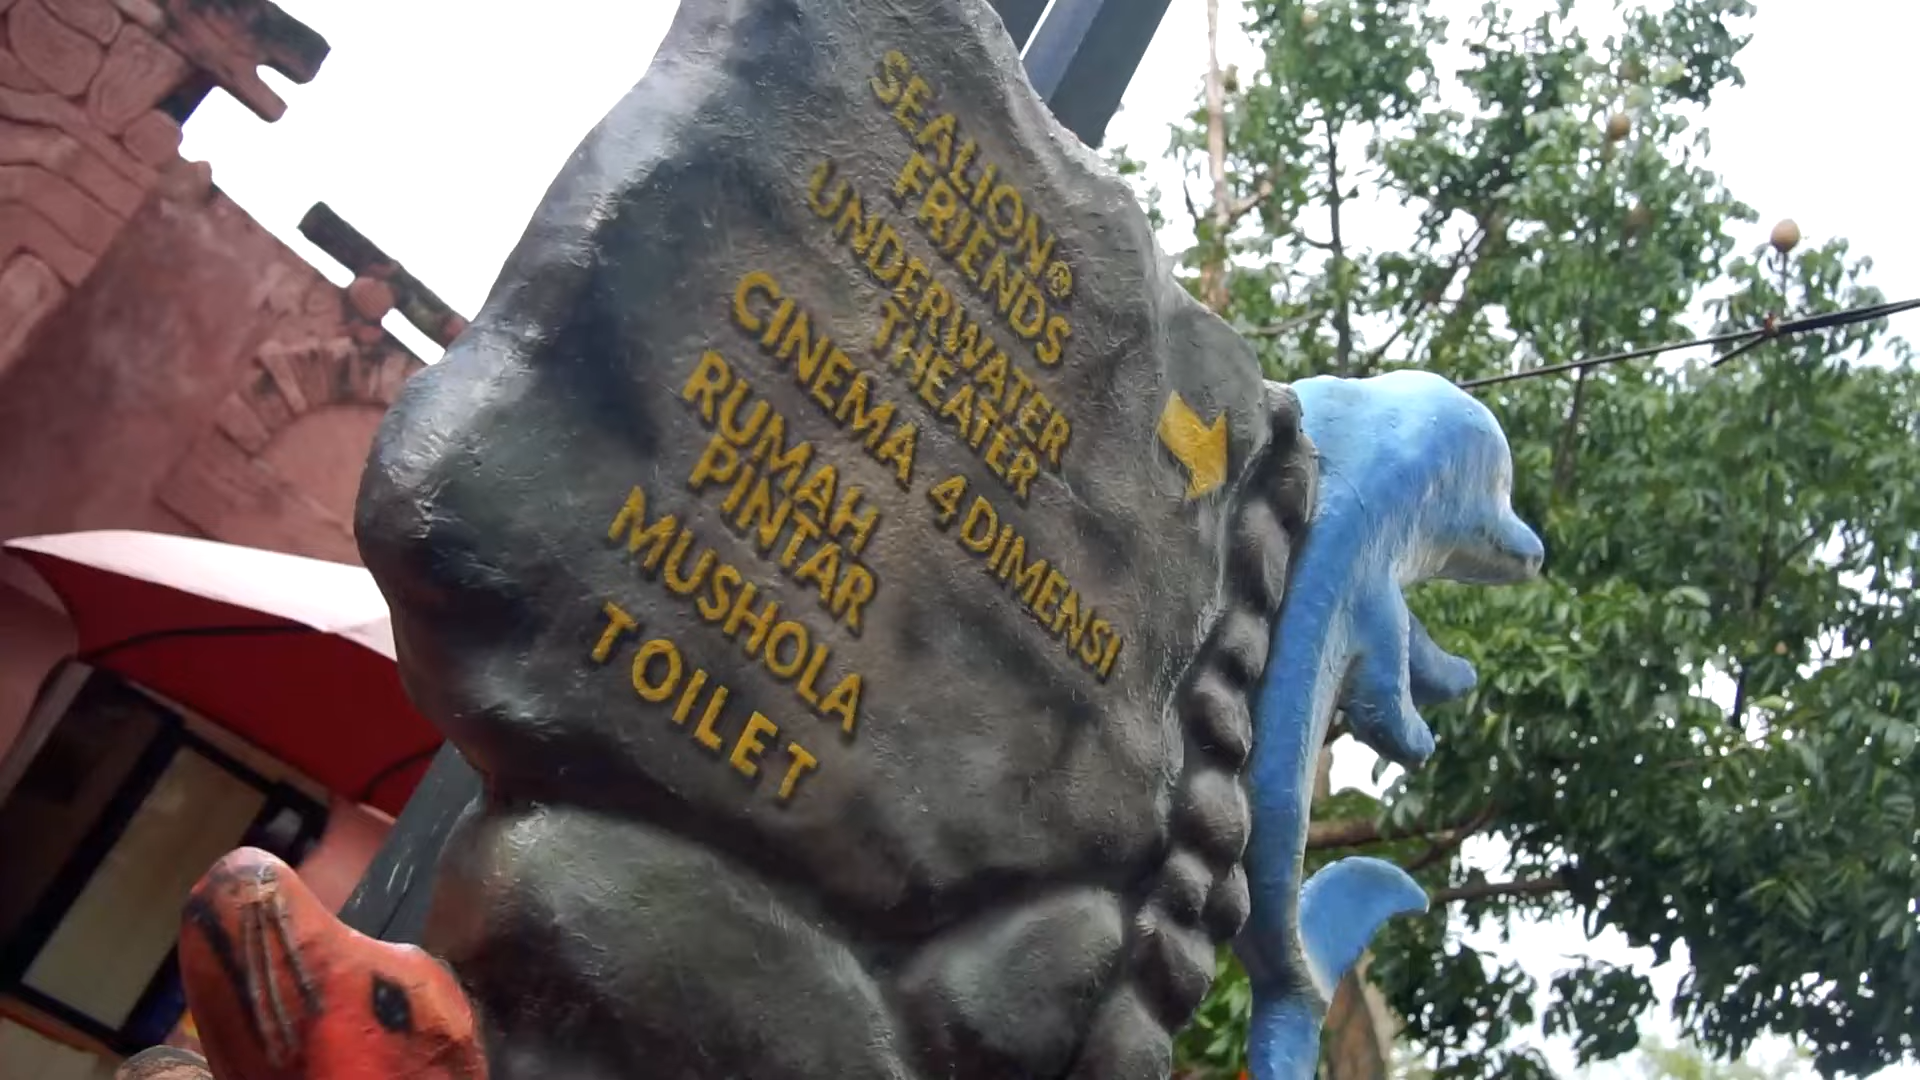 SEALION®
FRIENDS
UNDERWATER
THEATER
CINEMA 4 DIMENSI
RUMAH
PINTAR
MUSHOLA
TOILET